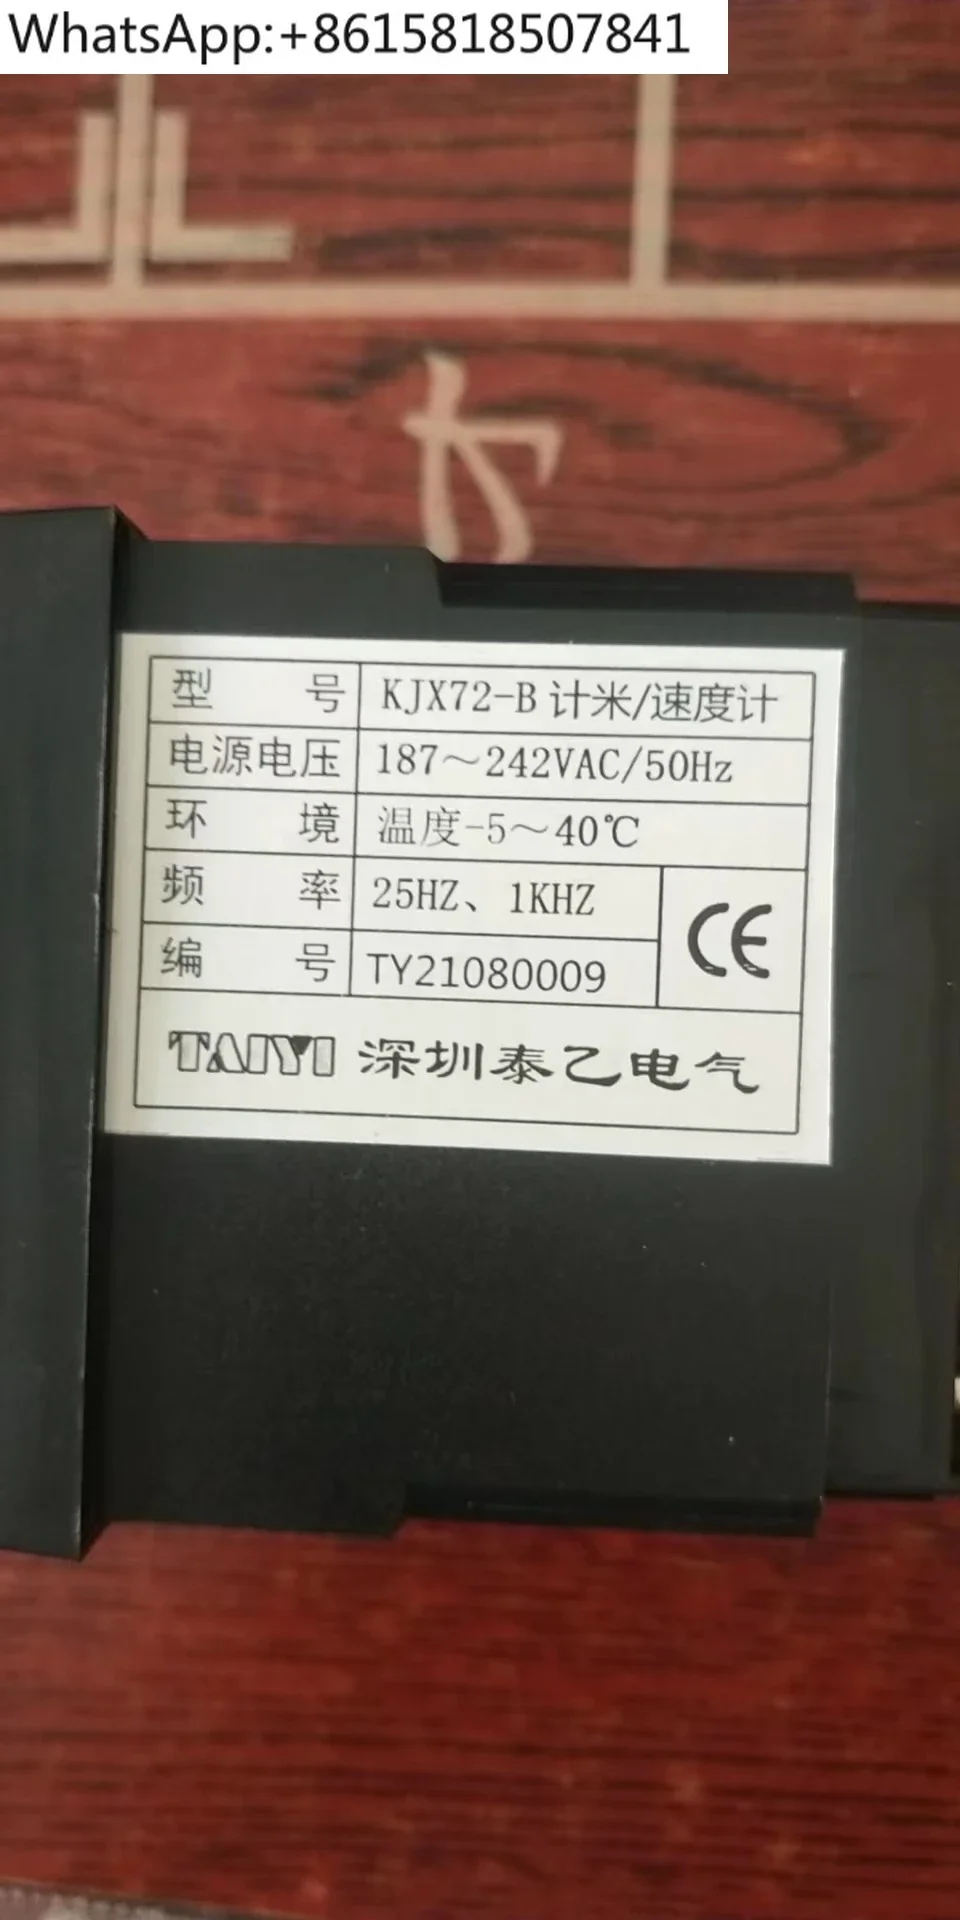 WhatsApp:+8615818507841
型 号 KJX72-B 计米/速度计
电源电压 187～242VAC/50Hz
环 境 温度-5～40℃
频 率 25HZ、1KHZ
CE
编 号 TY21080009
TAIYI 深圳泰乙电气